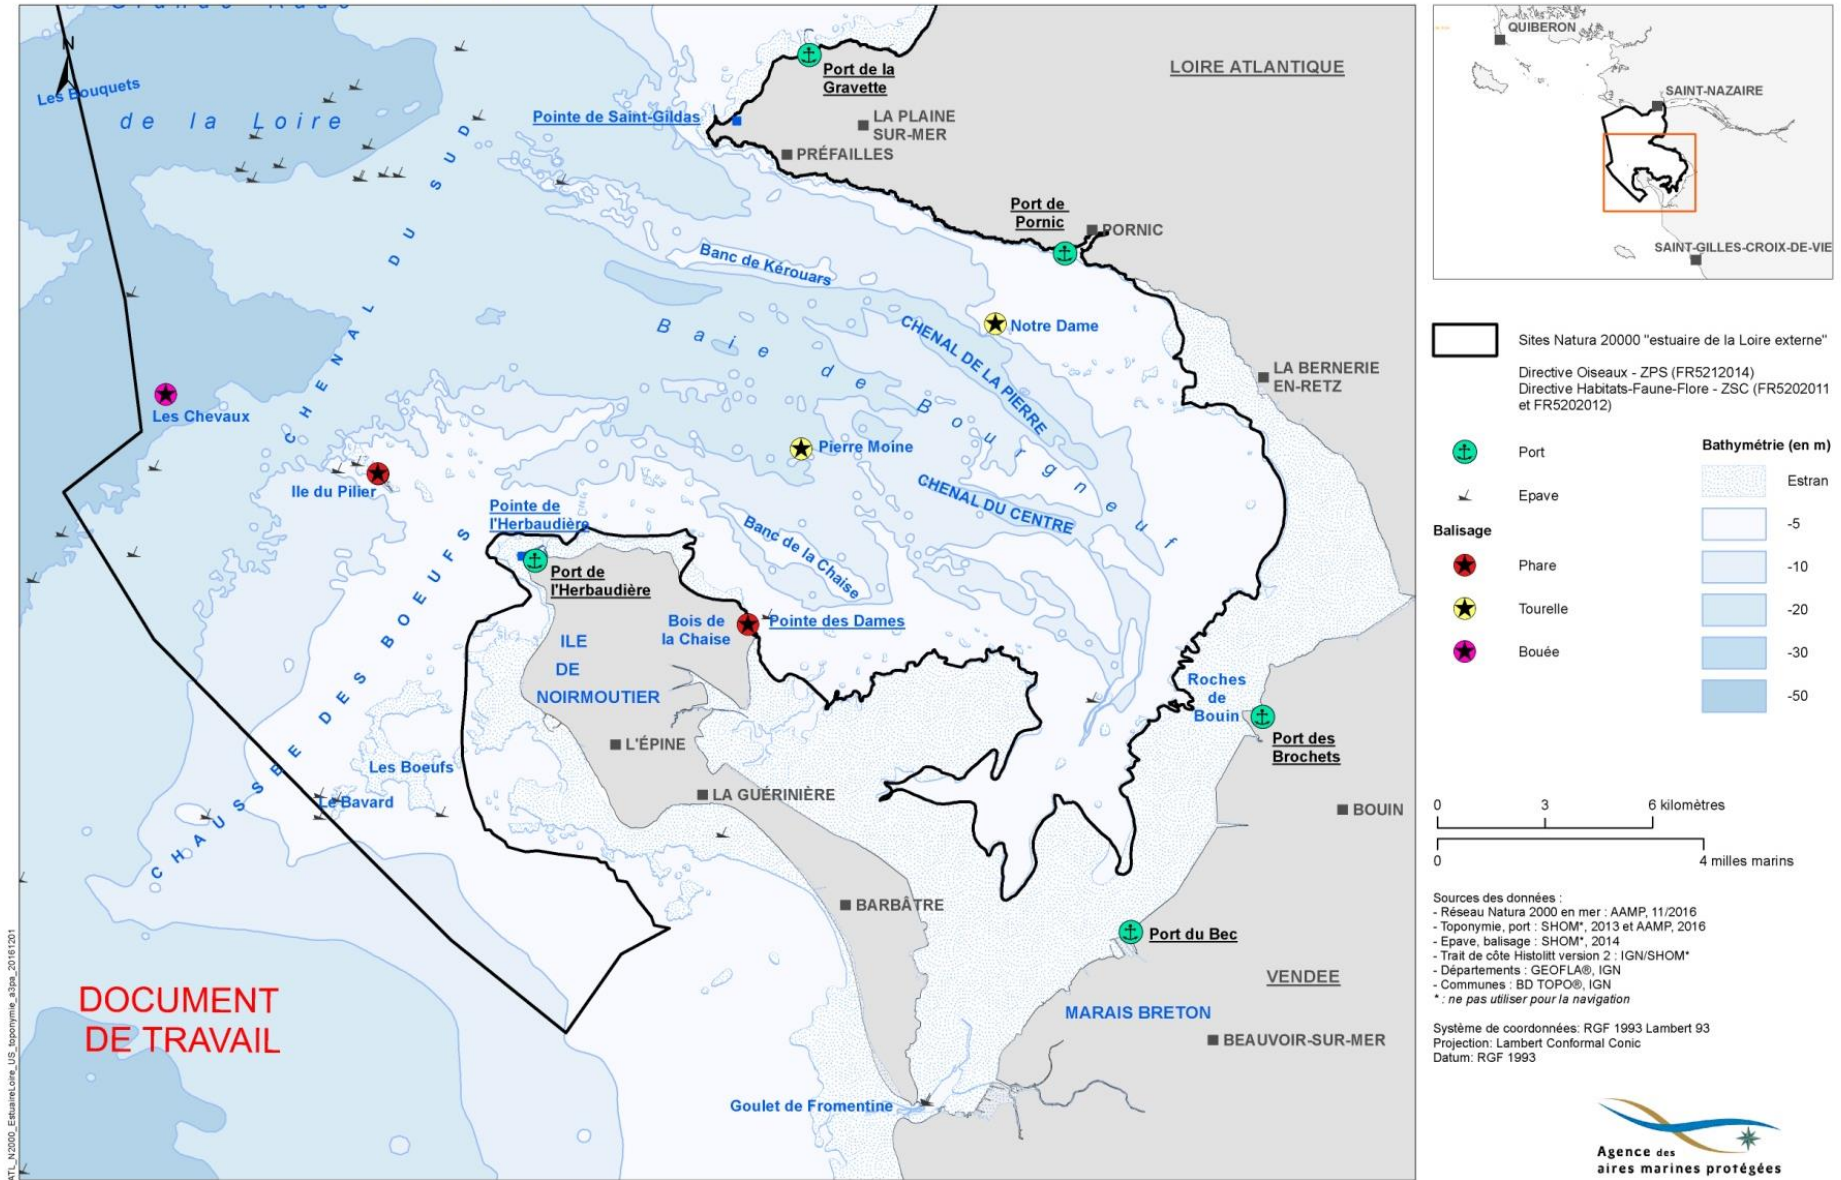 Grande Rade
de la Loire
N
Les Bouquets
CHENAL DU SUD
Port de la
Gravette
Pointe de Saint-Gildas
LA PLAINE
SUR-MER
PRÉFAILLES
LOIRE ATLANTIQUE
Port de
Pornic
PORNIC
Banc de Kérouars
Baie de Bourgneuf
CHENAL DE LA PIERRE
Notre Dame
LA BERNERIE
EN-RETZ
Les Chevaux
Pierre Moine
Ile du Pilier
CHENAL DU CENTRE
Pointe de
l'Herbaudière
Banc de la Chaise
Port de
l'Herbaudière
Bois de
la Chaise
Pointe des Dames
ILE
DE
NOIRMOUTIER
CHAUSSBE DES BOEUFS
Roches
de
Bouin
Port des
Brochets
L'ÉPINE
Les Boeufs
Le Bavard
LA GUÉRINIÈRE
BOUIN
BARBÂTRE
Port du Bec
VENDEE
MARAIS BRETON
BEAUVOIR-SUR-MER
Goulet de Fromentine
DOCUMENT
DE TRAVAIL
ATL_N2000_EstuaireLoire_US_toponymie_a3pa_20161201
QUIBERON
SAINT-NAZAIRE
SAINT-GILLES-CROIX-DE-VIE
Sites Natura 20000 "estuaire de la Loire externe"
Directive Oiseaux - ZPS (FR5212014)
Directive Habitats-Faune-Flore - ZSC (FR5202011
et FR5202012)
Port
Epave
Balisage
Phare
Tourelle
Bouée
Bathymétrie (en m)
Estran
-5
-10
-20
-30
-50
0 3 6 kilomètres
0 4 milles marins
Sources des données :
- Réseau Natura 2000 en mer : AAMP, 11/2016
- Toponymie, port : SHOM*, 2013 et AAMP, 2016
- Epave, balisage : SHOM*, 2014
- Trait de côte Histolitt version 2 : IGN/SHOM*
- Départements : GEOFLA®, IGN
- Communes : BD TOPO®, IGN
* : ne pas utiliser pour la navigation
Système de coordonnées: RGF 1993 Lambert 93
Projection: Lambert Conformal Conic
Datum: RGF 1993
Agence des
aires marines protégées